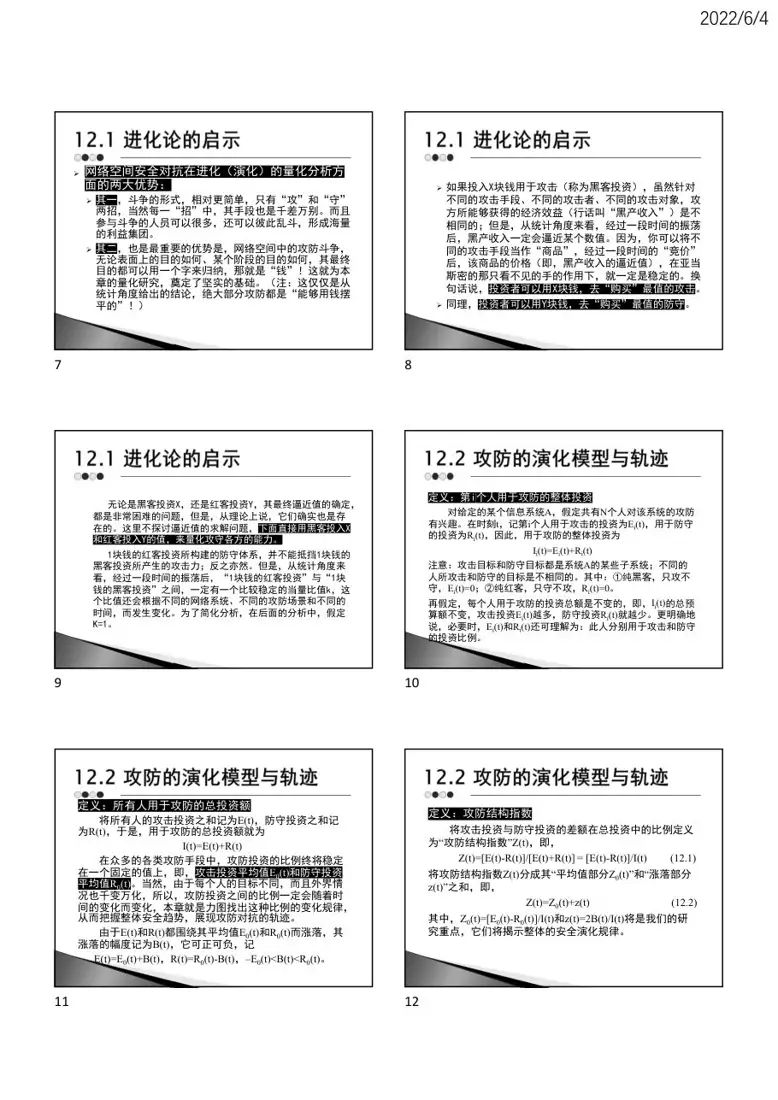 2022/6/4
12.1 进化论的启示
网络空间安全对抗在进化（演化）的量化分析方
面的两大优势：
其一，斗争的形式，相对更简单，只有“攻”和“守”
两招，当然每一“招”中，其手段也是千差万别。而且
参与斗争的人员可以很多，还可以彼此乱斗，形成海量
的利益集团。
其二，也是最重要的优势是，网络空间中的攻防斗争，
无论表面上的目的如何、某个阶段的目的如何，其最终
目的都可以用一个字来归纳，那就是“钱”！这就为本
章的量化研究，奠定了坚实的基础。（注：这仅仅是从
统计角度给出的结论，绝大部分攻防都是“能够用钱摆
平的”！）
7
12.1 进化论的启示
如果投入X块钱用于攻击（称为黑客投资），虽然针对
不同的攻击手段、不同的攻击者、不同的攻击对象，攻
方所能够获得的经济效益（行话叫“黑产收入”）是不
相同的；但是，从统计角度来看，经过一段时间的振荡
后，黑产收入一定会逼近某个数值。因为，你可以将不
同的攻击手段当作“商品”，经过一段时间的“竞价”
后，该商品的价格（即，黑产收入的逼近值），在亚当
斯密的那只看不见的手的作用下，就一定是稳定的。换
句话说，投资者可以用X块钱，去“购买”最值的攻击。
同理，投资者可以用Y块钱，去“购买”最值的防守。
8
12.1 进化论的启示
无论是黑客投资X，还是红客投资Y，其最终逼近值的确定，
都是非常困难的问题，但是，从理论上说，它们确实也是存
在的。这里不探讨逼近值的求解问题，下面直接用黑客投入X
和红客投入Y的值，来量化攻守各方的能力。
1块钱的红客投资所构建的防守体系，并不能抵挡1块钱的
黑客投资所产生的攻击力；反之亦然。但是，从统计角度来
看，经过一段时间的振荡后，“1块钱的红客投资”与“1块
钱的黑客投资”之间，一定有一个比较稳定的当量比值k，这
个比值还会根据不同的网络系统、不同的攻防场景和不同的
时间，而发生变化。为了简化分析，在后面的分析中，假定
K=1。
9
12.2 攻防的演化模型与轨迹
定义：第i个人用于攻防的整体投资
对给定的某个信息系统A，假定共有N个人对该系统的攻防
有兴趣。在时刻t，记第i个人用于攻击的投资为Ei(t)，用于防守
的投资为Ri(t)，因此，用于攻防的整体投资为
Ii(t)=Ei(t)+Ri(t)
注意：攻击目标和防守目标都是系统A的某些子系统；不同的
人所攻击和防守的目标是不相同的。其中：①纯黑客，只攻不
守，Ei(t)=0；②纯红客，只守不攻，Ri(t)=0。
再假定，每个人用于攻防的投资总额是不变的，即，Ii(t)的总预
算额不变，攻击投资Ei(t)越多，防守投资Ri(t)就越少。更明确地
说，必要时，Ei(t)和Ri(t)还可理解为：此人分别用于攻击和防守
的投资比例。
10
12.2 攻防的演化模型与轨迹
定义：所有人用于攻防的总投资额
将所有人的攻击投资之和记为E(t)，防守投资之和记
为R(t)，于是，用于攻防的总投资额就为
I(t)=E(t)+R(t)
在众多的各类攻防手段中，攻防投资的比例终将稳定
在一个固定的值上，即，攻击投资平均值E0(t)和防守投资
平均值R0(t)。当然，由于每个人的目标不同，而且外界情
况也千变万化，所以，攻防投资之间的比例一定会随着时
间的变化而变化，本章就是力图找出这种比例的变化规律，
从而把握整体安全趋势，展现攻防对抗的轨迹。
由于E(t)和R(t)都围绕其平均值E0(t)和R0(t)而涨落，其
涨落的幅度记为B(t)，它可正可负，记
E(t)=E0(t)+B(t)，R(t)=R0(t)-B(t)，–E0(t)<B(t)<R0(t)。
11
12.2 攻防的演化模型与轨迹
定义：攻防结构指数
将攻击投资与防守投资的差额在总投资中的比例定义
为“攻防结构指数”Z(t)，即，
Z(t)=[E(t)-R(t)]/[E(t)+R(t)] = [E(t)-R(t)]/I(t) (12.1)
将攻防结构指数Z(t)分成其“平均值部分Z0(t)”和“涨落部分
z(t)”之和，即，
Z(t)=Z0(t)+z(t) (12.2)
其中，Z0(t)=[E0(t)-R0(t)]/I(t)和z(t)=2B(t)/I(t)将是我们的研
究重点，它们将揭示整体的安全演化规律。
12